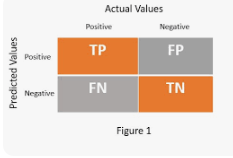 Actual Values
Positive Negative
Predicted Values
Positive TP FP
Negative FN TN
Figure 1